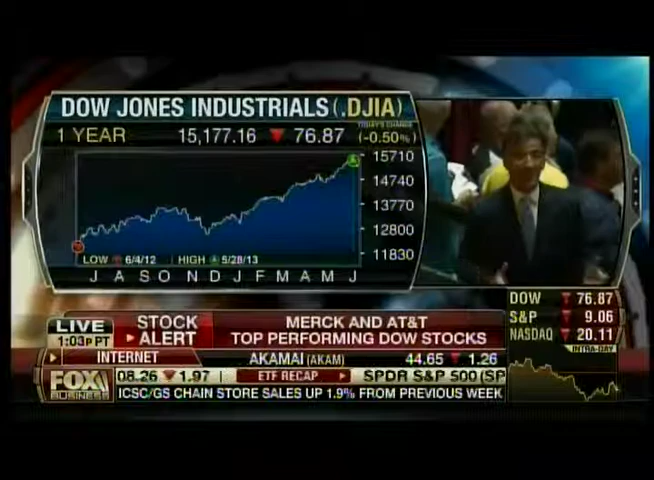 DOW JONES INDUSTRIALS (.DJIA)
1 YEAR 15,177.16 ▼ 76.87 TODAY'S CHANGE (-0.50%)
15710
14740
13770
12800
11830
LOW 6/4/12 | HIGH 5/28/13
J A S O N D J F M A M J
DOW ▼ 76.87
S&P ▼ 9.06
NASDAQ ▼ 20.11
INTRA-DAY
LIVE
1:03P PT
STOCK ALERT
MERCK AND AT&T
TOP PERFORMING DOW STOCKS
INTERNET AKAMAI (AKAM) 44.65 ▼ 1.26
FOX
BUSINESS
08.26 ▼ 1.97 | ETF RECAP SPDR S&P 500 (SP
ICSC/GS CHAIN STORE SALES UP 1.9% FROM PREVIOUS WEEK